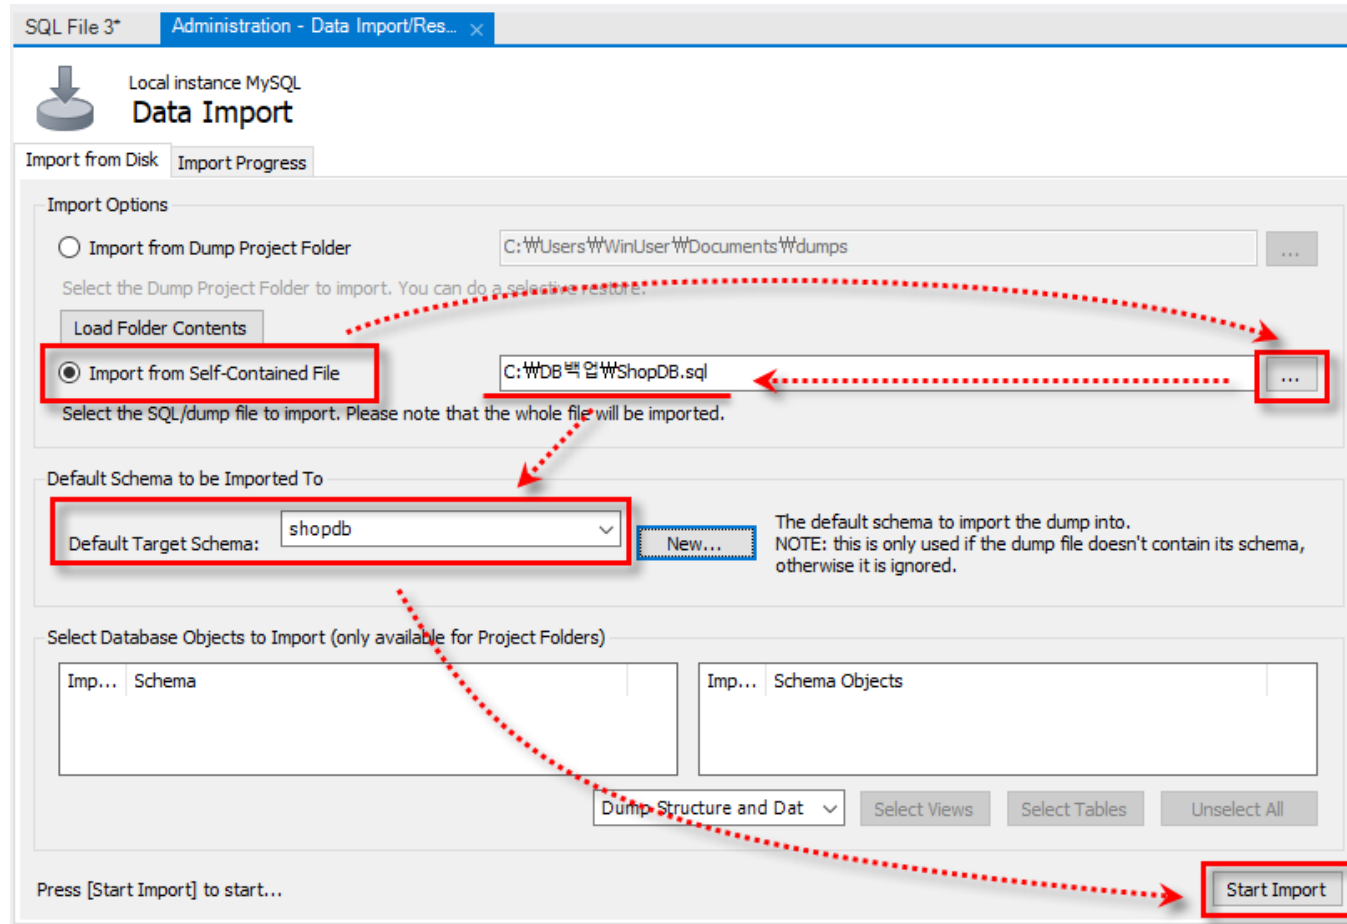 SQL File 3*
Administration - Data Import/Res...
Local instance MySQL
Data Import
Import from Disk
Import Progress
Import Options
Import from Dump Project Folder
C:₩Users₩WinUser₩Documents₩dumps
...
Select the Dump Project Folder to import. You can do a selective restore.
Load Folder Contents
Import from Self-Contained File
C:₩DB백업₩ShopDB.sql
...
Select the SQL/dump file to import. Please note that the whole file will be imported.
Default Schema to be Imported To
Default Target Schema:
shopdb
New...
The default schema to import the dump into.
NOTE: this is only used if the dump file doesn't contain its schema,
otherwise it is ignored.
Select Database Objects to Import (only available for Project Folders)
Imp... Schema
Imp... Schema Objects
Dump Structure and Dat
Select Views
Select Tables
Unselect All
Press [Start Import] to start...
Start Import